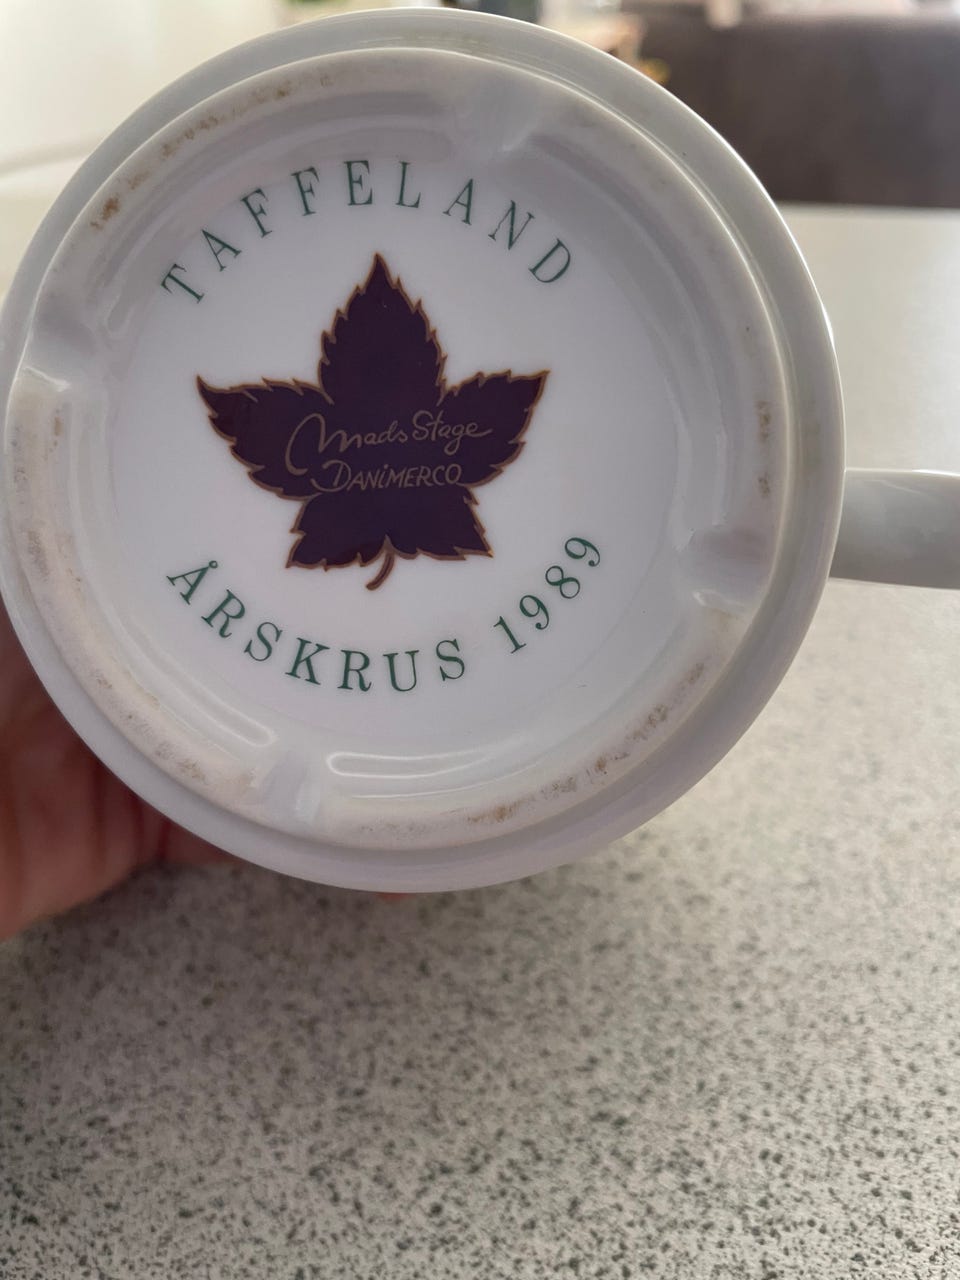 TAFFELAND
Mads Stage
DANIMERCO
ÅRSKRUS 1989